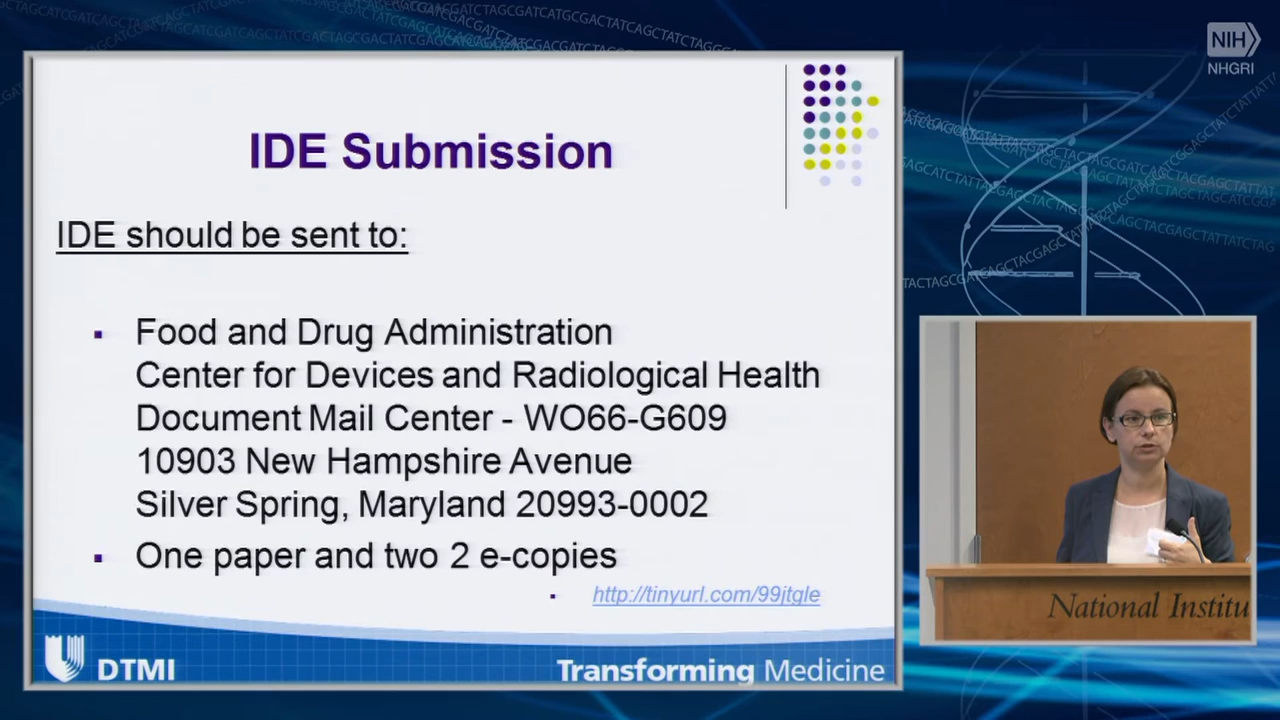 NIH
NHGRI
IDE Submission
IDE should be sent to:
Food and Drug Administration
Center for Devices and Radiological Health
Document Mail Center - WO66-G609
10903 New Hampshire Avenue
Silver Spring, Maryland 20993-0002
One paper and two 2 e-copies
http://tinyurl.com/99jtgle
DTMI
Transforming Medicine
National Institu